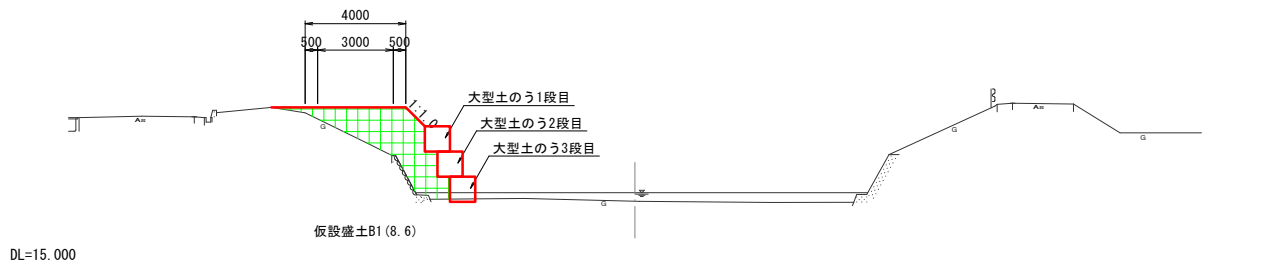 4000
500 3000 500
1:1.0
大型土のう1段目
大型土のう2段目
大型土のう3段目
As
G
G
As
G
G
仮設盛土B1(8.6)
DL=15.000